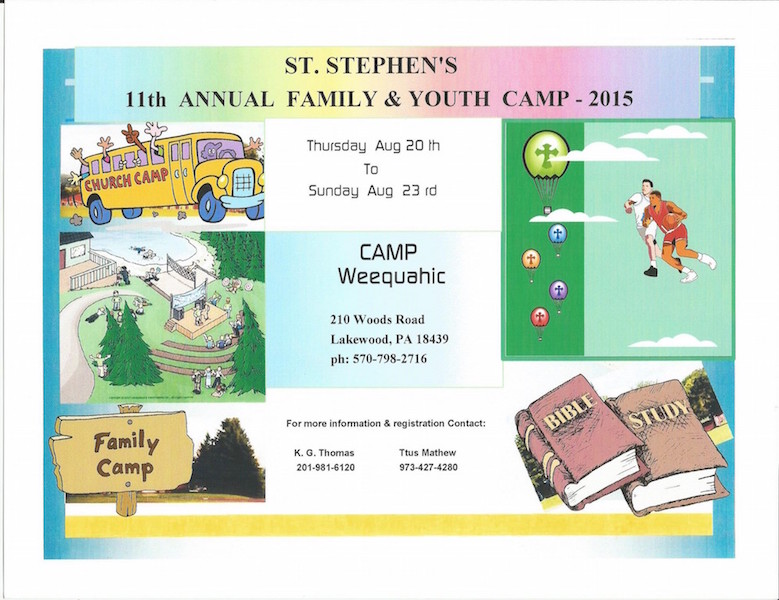 ST. STEPHEN'S
11th ANNUAL FAMILY & YOUTH CAMP - 2015
CHURCH CAMP
Thursday Aug 20 th
To
Sunday Aug 23 rd
CAMP
Weequahic
210 Woods Road
Lakewood, PA 18439
ph: 570-798-2716
Family
Camp
For more information & registration Contact:
K. G. Thomas
201-981-6120
Ttus Mathew
973-427-4280
BIBLE
STUDY